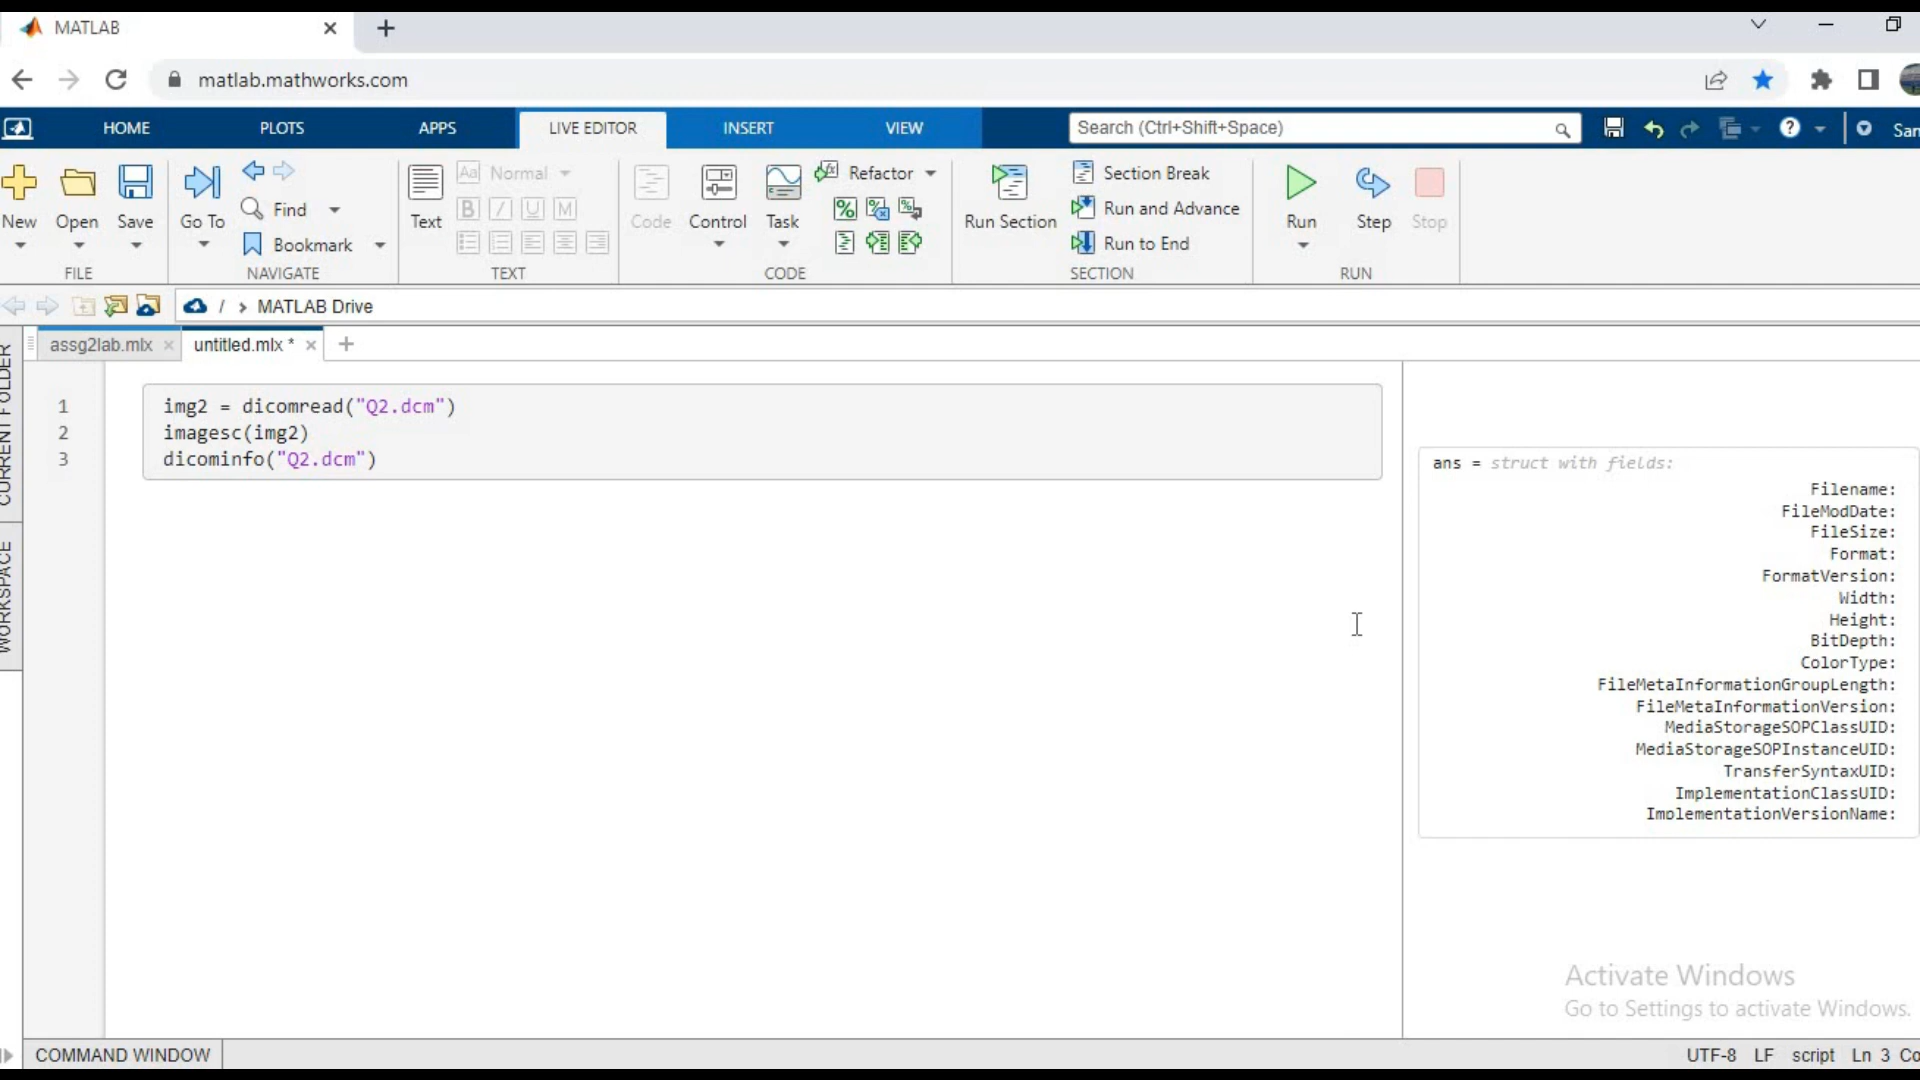 MATLAB
matlab.mathworks.com
HOME PLOTS APPS LIVE EDITOR INSERT VIEW Search (Ctrl+Shift+Space) San
Aa Normal Refactor Section Break
New Open Save Go To Find Text B I U M Code Control Task Run Section Run and Advance Run Step Stop
Bookmark Run to End
FILE NAVIGATE TEXT CODE SECTION RUN
/ > MATLAB Drive
CURRENT FOLDER
WORKSPACE
assg2lab.mlx untitled.mlx *
1 img2 = dicomread("Q2.dcm")
2 imagesc(img2)
3 dicominfo("Q2.dcm")
ans = struct with fields:
Filename:
FileModDate:
FileSize:
Format:
FormatVersion:
Width:
Height:
BitDepth:
ColorType:
FileMetaInformationGroupLength:
FileMetaInformationVersion:
MediaStorageSOPClassUID:
MediaStorageSOPInstanceUID:
TransferSyntaxUID:
ImplementationClassUID:
ImplementationVersionName:
Activate Windows
Go to Settings to activate Windows.
COMMAND WINDOW UTF-8 LF script Ln 3 Co